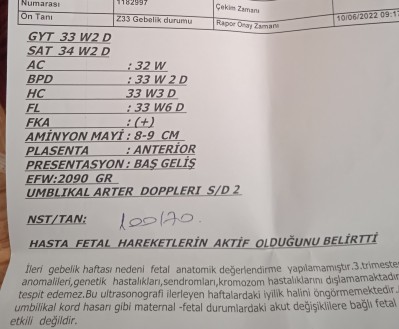 Numarası 1182997 Çekim Zamanı
Ön Tanı Z33 Gebelik durumu Rapor Onay Zamanı 10/06/2022 09:1
GYT 33 W2 D
SAT 34 W2 D
AC : 32 W
BPD : 33 W 2 D
HC 33 W3 D
FL : 33 W6 D
FKA : (+)
AMİNYON MAYİ : 8-9 CM
PLASENTA : ANTERİOR
PRESENTASYON : BAŞ GELİŞ
EFW:2090 GR
UMBLIKAL ARTER DOPPLERI S/D 2
NST/TAN: 100/70.
HASTA FETAL HAREKETLERİN AKTİF OLDUĞUNU BELİRTTİ
İleri gebelik haftası nedeni fetal anatomik değerlendirme yapılamamıştır.3.trimeste
anomalileri,genetik hastalıkları,sendromları,kromozom hastalıklarını dışlamamaktadır
tespit edemez.Bu ultrasonografi ilerleyen haftalardaki iyilik halini öngörmemektedir.
umbilikal kord hasarı gibi maternal -fetal durumlardaki akut değişikliklere bağlı fetal
etkili değildir.